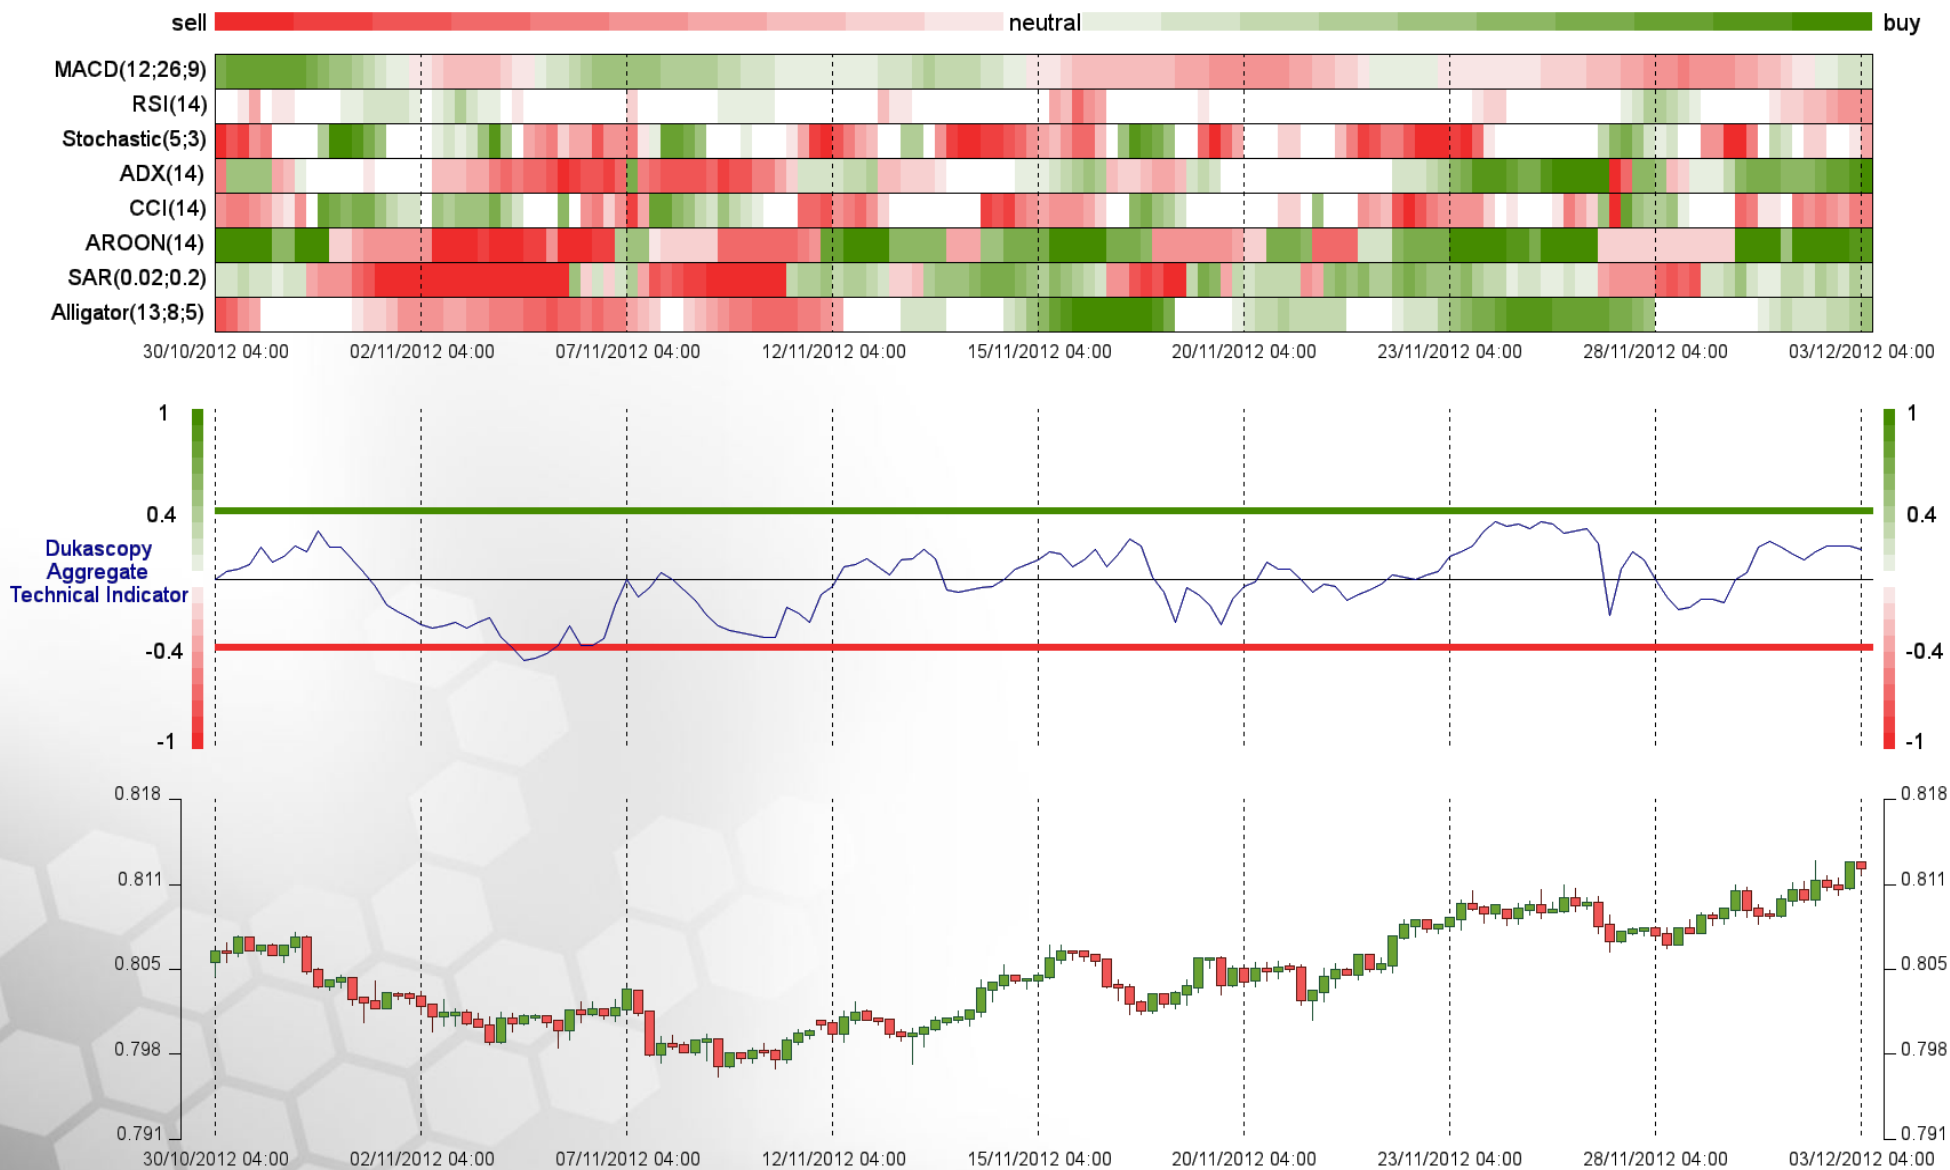 sell neutral buy
MACD(12;26;9)
RSI(14)
Stochastic(5;3)
ADX(14)
CCI(14)
AROON(14)
SAR(0.02;0.2)
Alligator(13;8;5)
30/10/2012 04:00 02/11/2012 04:00 07/11/2012 04:00 12/11/2012 04:00 15/11/2012 04:00 20/11/2012 04:00 23/11/2012 04:00 28/11/2012 04:00 03/12/2012 04:00
1 1
0.4 0.4
Dukascopy
Aggregate
Technical Indicator
-0.4 -0.4
-1 -1
0.818 0.818
0.811 0.811
0.805 0.805
0.798 0.798
0.791 0.791
30/10/2012 04:00 02/11/2012 04:00 07/11/2012 04:00 12/11/2012 04:00 15/11/2012 04:00 20/11/2012 04:00 23/11/2012 04:00 28/11/2012 04:00 03/12/2012 04:00